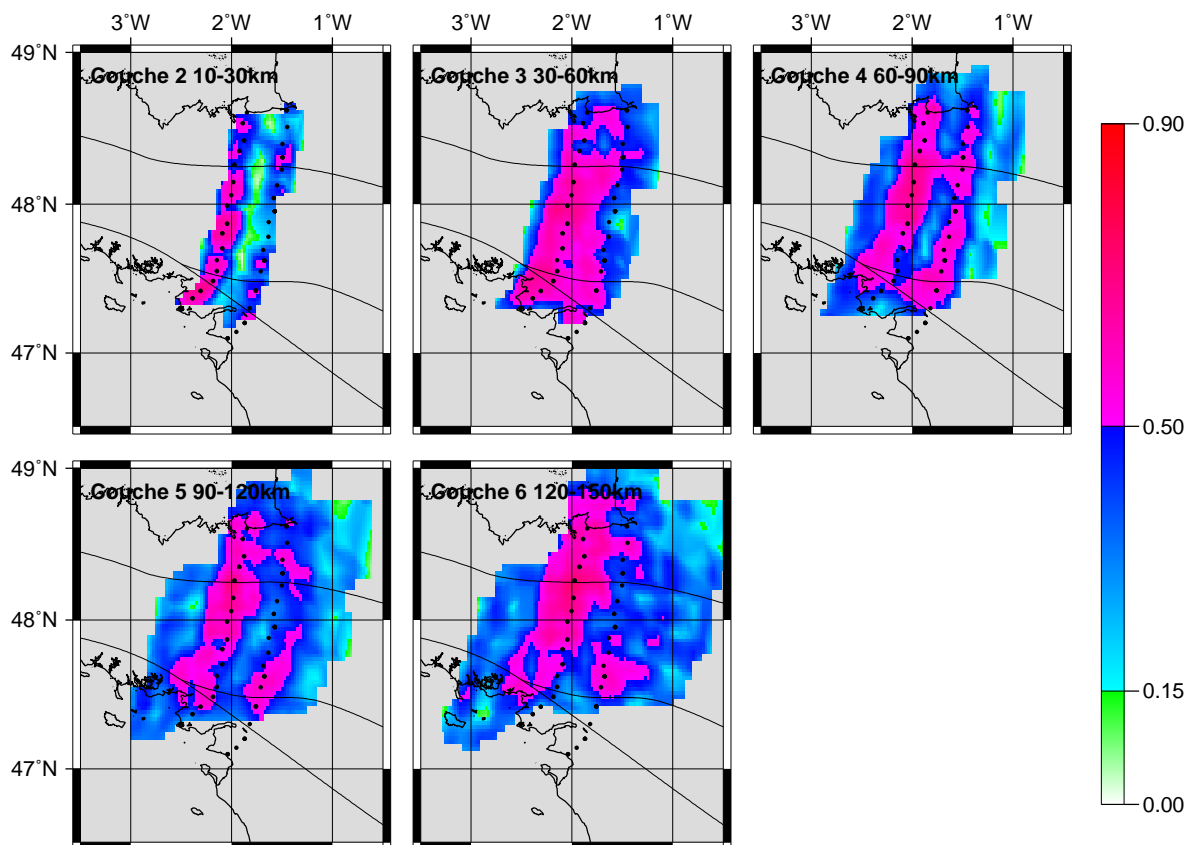 3˚W 2˚W 1˚W 3˚W 2˚W 1˚W 3˚W 2˚W 1˚W
49˚N
Couche 2 10-30km
Couche 3 30-60km
Couche 4 60-90km
0.90
48˚N
47˚N
0.50
49˚N
Couche 5 90-120km
Couche 6 120-150km
48˚N
0.15
47˚N
0.00